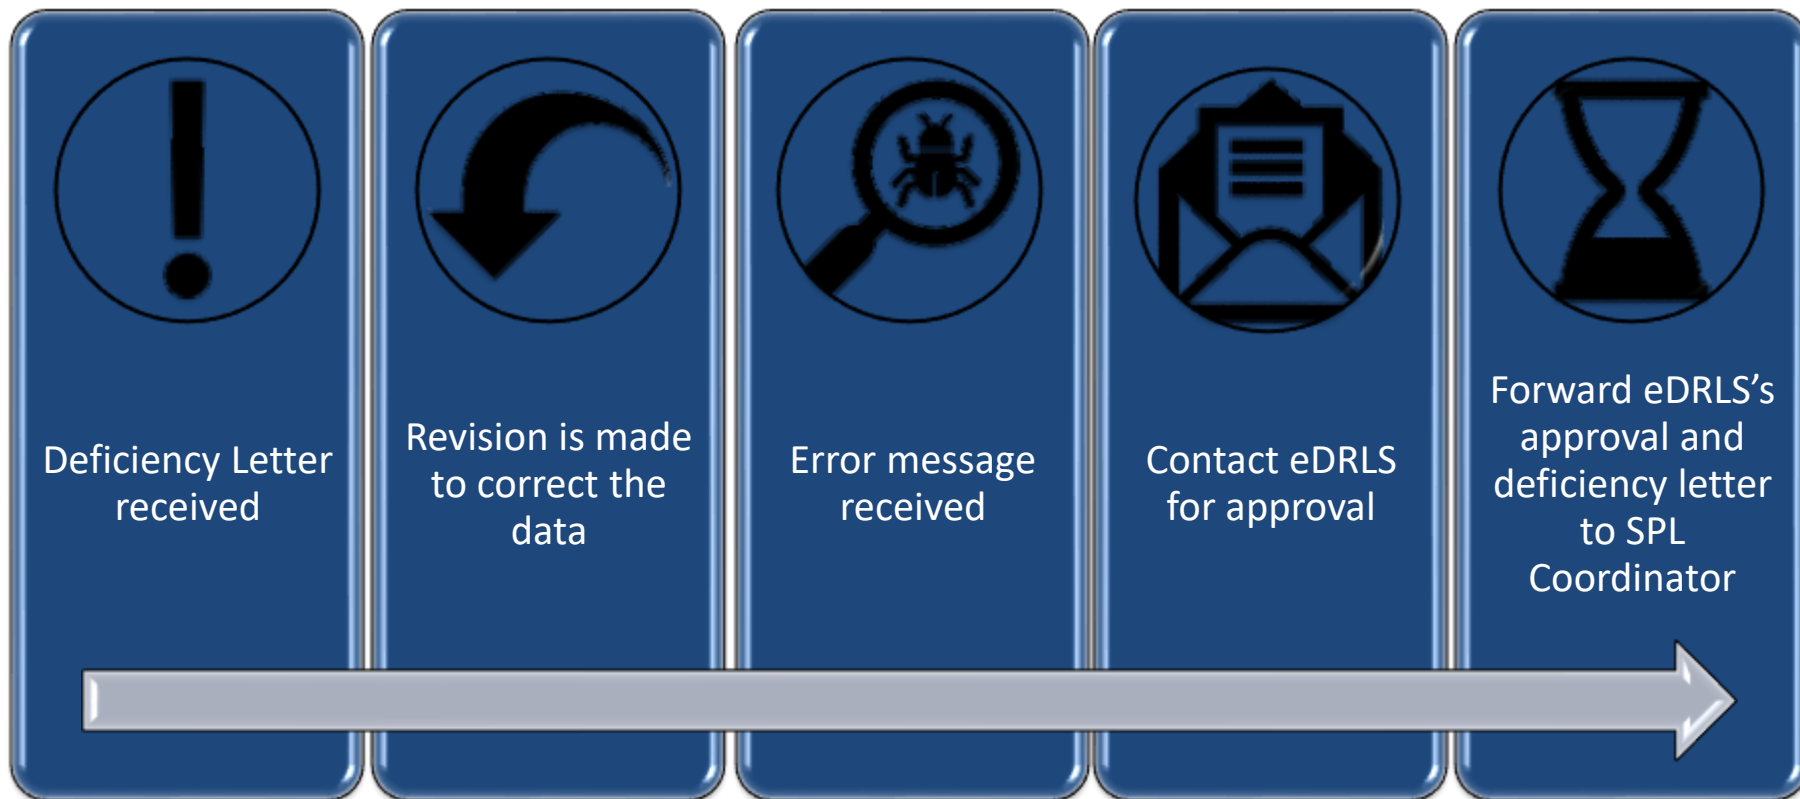 Deficiency Letter
received
Revision is made
to correct the
data
Error message
received
Contact eDRLS
for approval
Forward eDRLS’s
approval and
deficiency letter
to SPL
Coordinator